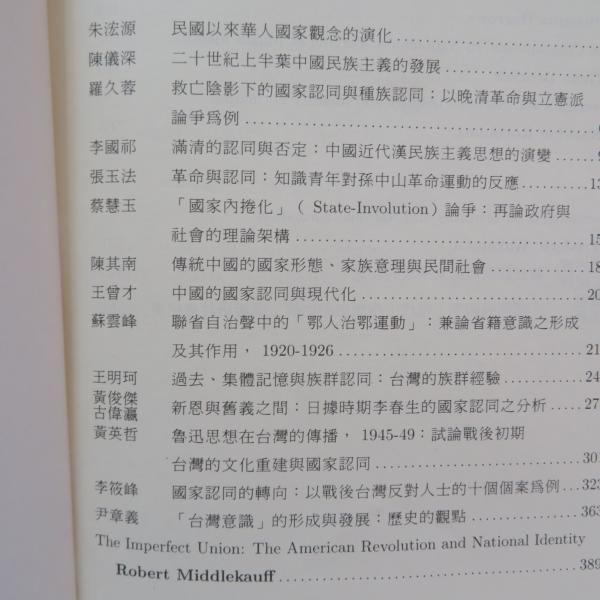 朱浤源 民國以來華人國家觀念的演化
陳儀深 二十世紀上半葉中國民族主義的發展
羅久蓉 救亡陰影下的國家認同與種族認同：以晚清革命與立憲派
論爭爲例
李國祁 滿清的認同與否定：中國近代漢民族主義思想的演變
張玉法 革命與認同：知識青年對孫中山革命運動的反應
蔡慧玉 「國家內捲化」（State-Involution）論爭：再論政府與
社會的理論架構
陳其南 傳統中國的國家形態、家族意理與民間社會
王曾才 中國的國家認同與現代化
蘇雲峰 聯省自治聲中的「鄂人治鄂運動」：兼論省籍意識之形成
及其作用，1920-1926
王明珂 過去、集體記憶與族群認同：台灣的族群經驗
黃俊傑
古偉瀛 新恩與舊義之間：日據時期李春生的國家認同之分析
黃英哲 魯迅思想在台灣的傳播，1945-49：試論戰後初期
台灣的文化重建與國家認同 301
李筱峰 國家認同的轉向：以戰後台灣反對人士的十個個案爲例 323
尹章義 「台灣意識」的形成與發展：歷史的觀點 363
The Imperfect Union: The American Revolution and National Identity
Robert Middlekauff 389